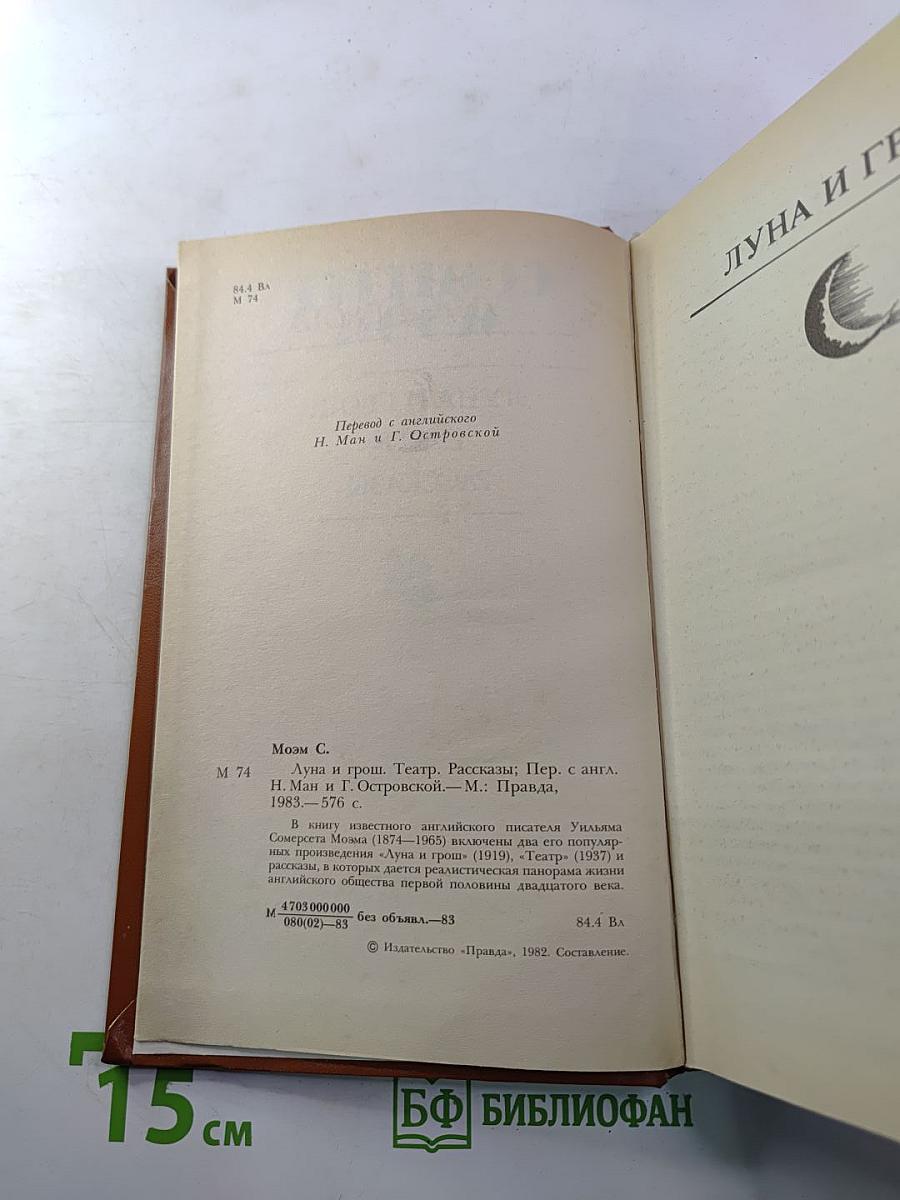 84.4 Вл
М 74
Перевод с английского
Н. Ман и Г. Островской
Моэм С.
М 74 Луна и грош. Театр. Рассказы; Пер. с англ.
Н. Ман и Г. Островской.— М.: Правда,
1983.— 576 с.
В книгу известного английского писателя Уильяма
Сомерсета Моэма (1874—1965) включены два его популяр-
ных произведения «Луна и грош» (1919), «Театр» (1937) и
рассказы, в которых дается реалистическая панорама жизни
английского общества первой половины двадцатого века.
М 4703000000
080(02)—83 без объявл.—83 84.4 Вл
© Издательство «Правда», 1982. Составление.
ЛУНА И ГР
15 см
БФ БИБЛИОФАН